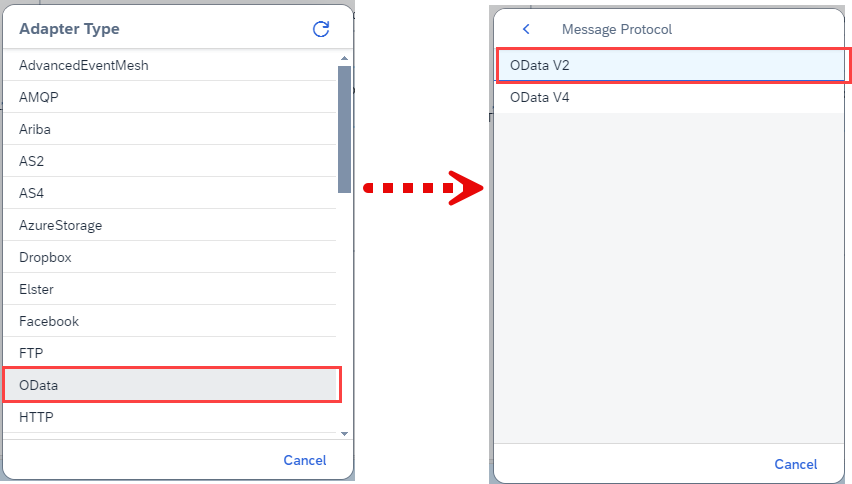 Adapter Type
AdvancedEventMesh
AMQP
Ariba
AS2
AS4
AzureStorage
Dropbox
Elster
Facebook
FTP
OData
HTTP
Cancel
Message Protocol
OData V2
OData V4
Cancel